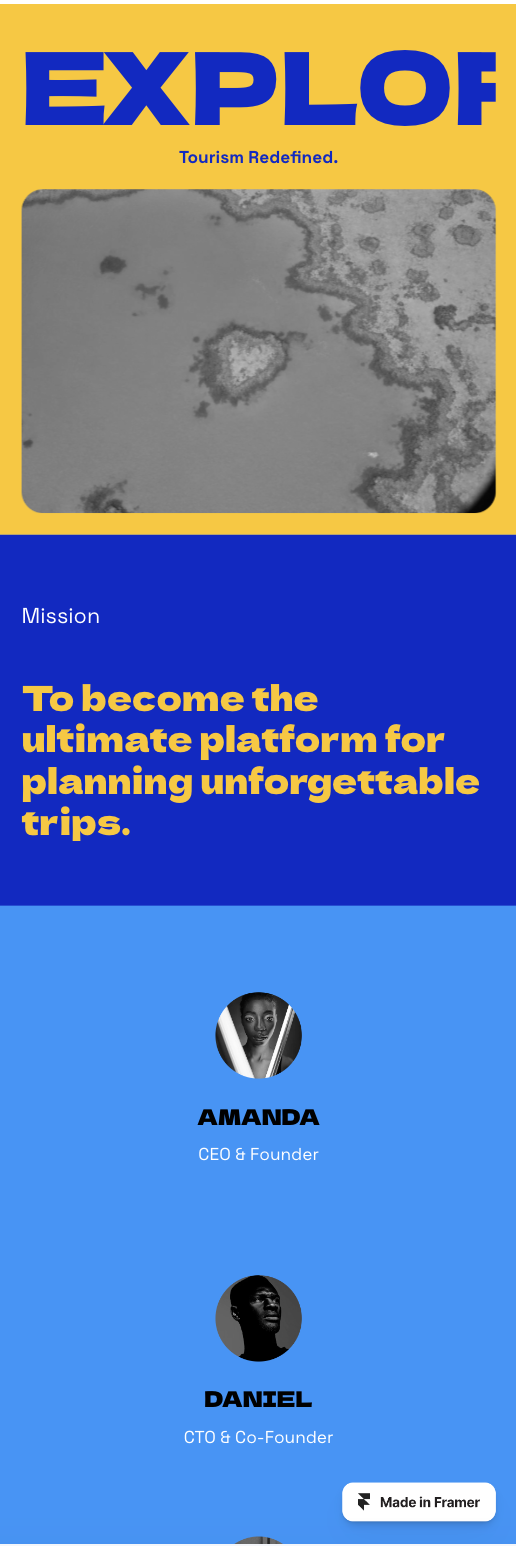 EXPLOR
Tourism Redefined.
Mission
To become the
ultimate platform for
planning unforgettable
trips.
AMANDA
CEO & Founder
DANIEL
CTO & Co-Founder
Made in Framer